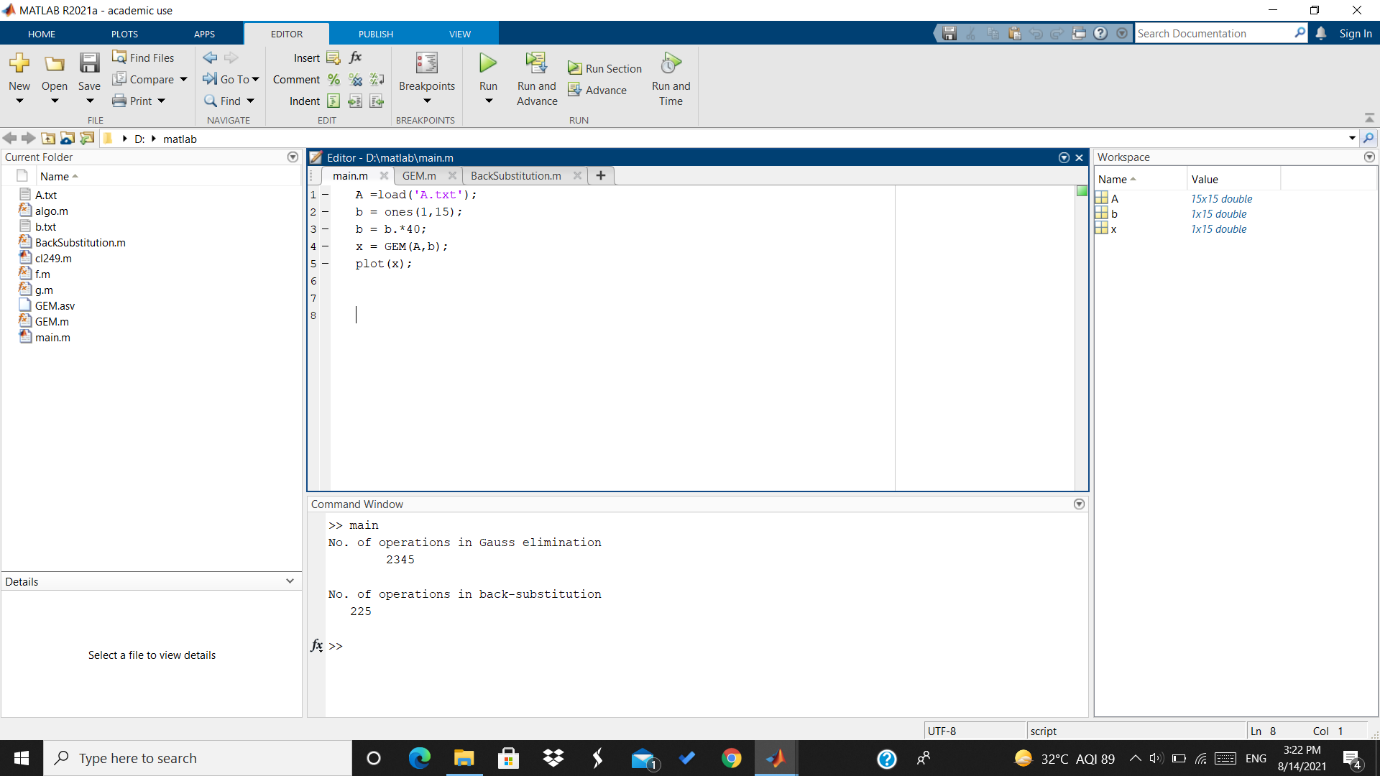 MATLAB R2021a - academic use
HOME PLOTS APPS EDITOR PUBLISH VIEW Search Documentation Sign In
New Open Save Find Files Compare Print
FILE
Go To Find
NAVIGATE
Insert fx Comment % Indent
EDIT
Breakpoints
BREAKPOINTS
Run Run and Advance Run Section Advance Run and Time
RUN
D: matlab
Current Folder
Name
A.txt
algo.m
b.txt
BackSubstitution.m
cl249.m
f.m
g.m
GEM.asv
GEM.m
main.m
Details
Select a file to view details
Editor - D:\matlab\main.m
main.m GEM.m BackSubstitution.m +
1 - A =load('A.txt');
2 - b = ones(1,15);
3 - b = b.*40;
4 - x = GEM(A,b);
5 - plot(x);
6
7
8
Command Window
>> main
No. of operations in Gauss elimination
2345
No. of operations in back-substitution
225
fx >>
Workspace
Name Value
A 15x15 double
b 1x15 double
x 1x15 double
UTF-8 script Ln 8 Col 1
Type here to search
1
32°C AQI 89
ENG
3:22 PM
8/14/2021
4